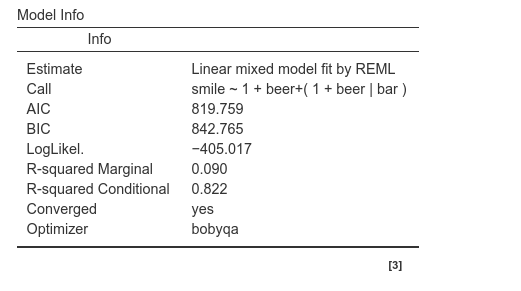 Model Info
Info
Estimate Linear mixed model fit by REML
Call smile ~ 1 + beer+( 1 + beer | bar )
AIC 819.759
BIC 842.765
LogLikel. −405.017
R-squared Marginal 0.090
R-squared Conditional 0.822
Converged yes
Optimizer bobyqa
[3]